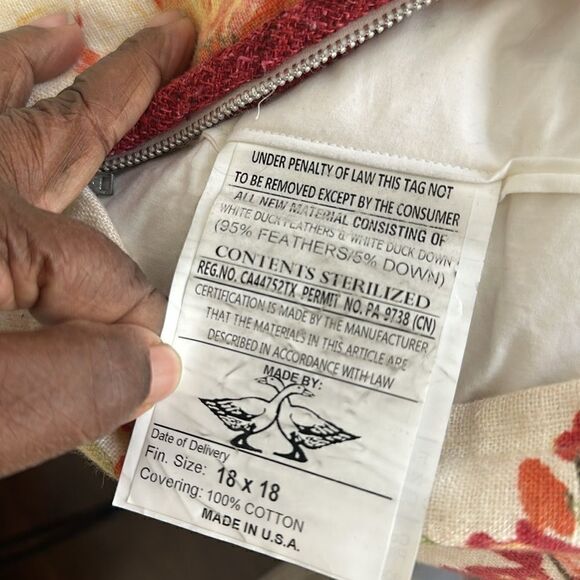 UNDER PENALTY OF LAW THIS TAG NOT
TO BE REMOVED EXCEPT BY THE CONSUMER
ALL NEW MATERIAL CONSISTING OF
WHITE DUCK FEATHERS & WHITE DUCK DOWN
(95% FEATHERS/5% DOWN)
CONTENTS STERILIZED
REG.NO. CA44752TX PERMIT NO. PA 9738 (CN)
CERTIFICATION IS MADE BY THE MANUFACTURER
THAT THE MATERIALS IN THIS ARTICLE ARE
DESCRIBED IN ACCORDANCE WITH LAW
MADE BY:
Date of Delivery
Fin. Size: 18 x 18
Covering: 100% COTTON
MADE IN U.S.A.